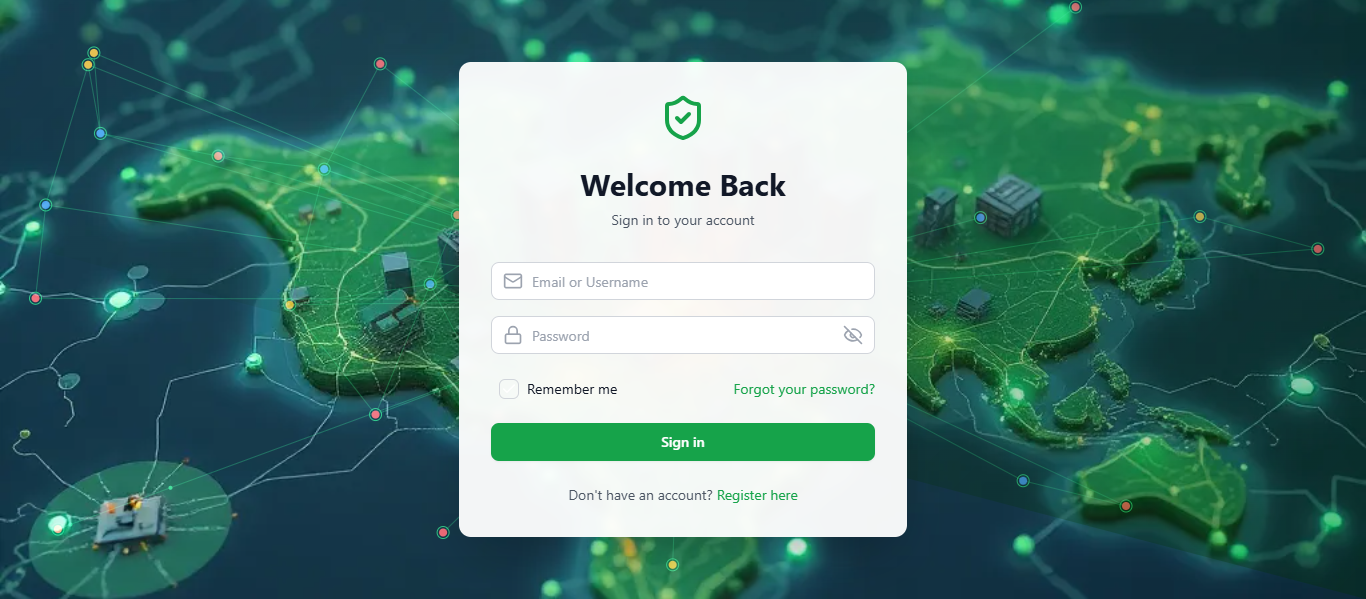 Welcome Back
Sign in to your account
Email or Username
Password
Remember me
Forgot your password?
Sign in
Don't have an account? Register here